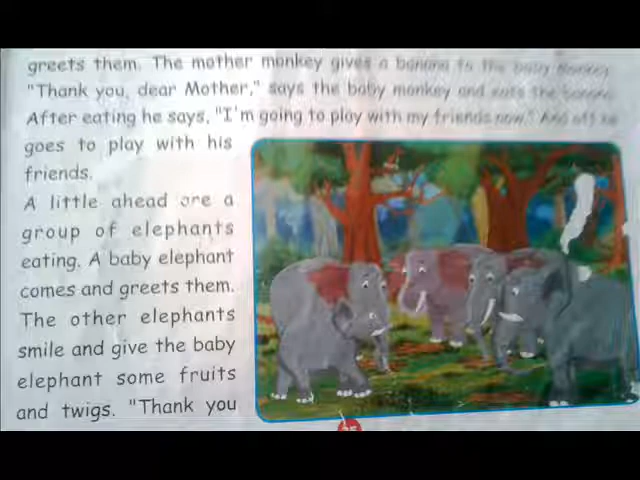 greets them. The mother monkey gives a banana to the baby monkey.
"Thank you, dear Mother," says the baby monkey and eats the banana.
After eating he says, "I'm going to play with my friends now." And off he
goes to play with his
friends.
A little ahead are a
group of elephants
eating. A baby elephant
comes and greets them.
The other elephants
smile and give the baby
elephant some fruits
and twigs. "Thank you